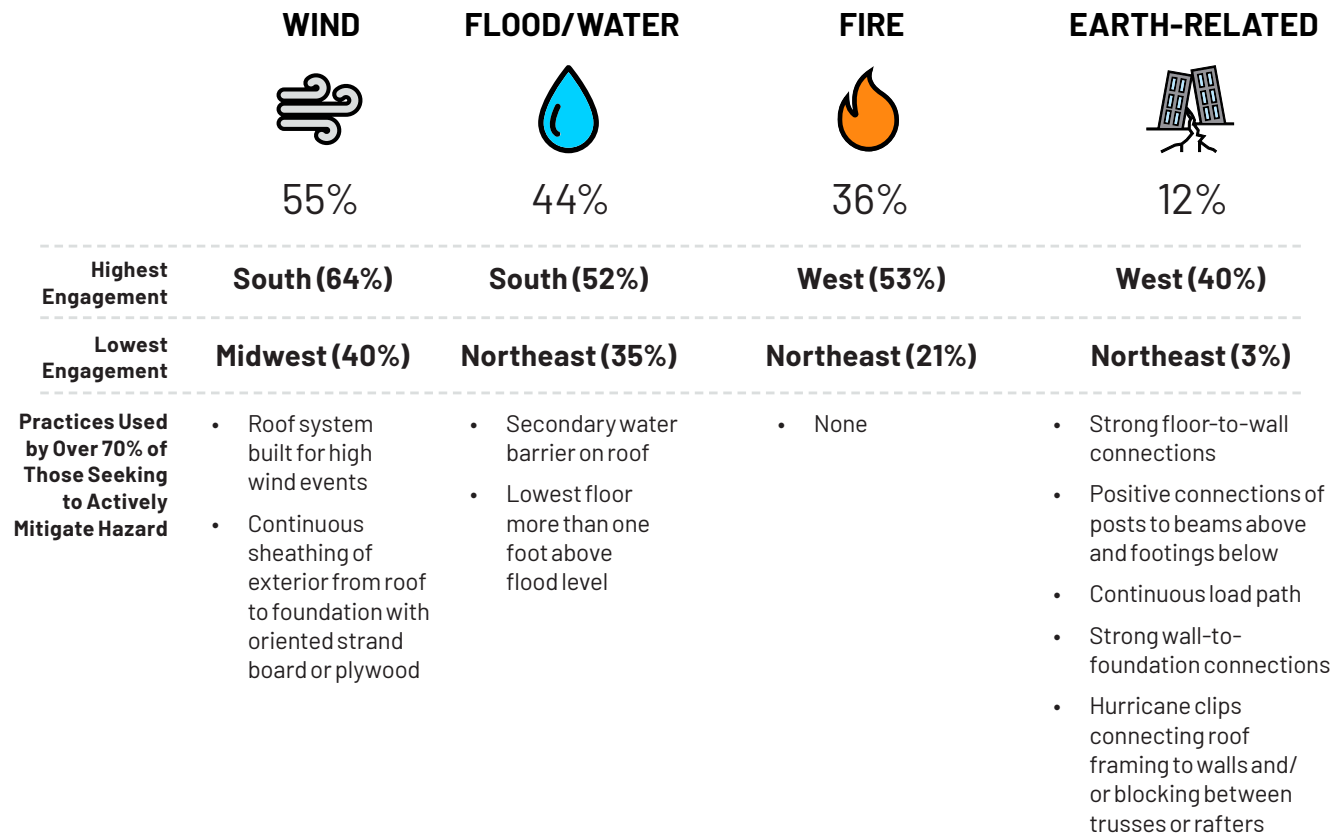 WIND
FLOOD/WATER
FIRE
EARTH-RELATED
55%
44%
36%
12%
Highest
Engagement
South (64%)
South (52%)
West (53%)
West (40%)
Lowest
Engagement
Midwest (40%)
Northeast (35%)
Northeast (21%)
Northeast (3%)
Practices Used
by Over 70% of
Those Seeking
to Actively
Mitigate Hazard
• Roof system
built for high
wind events
• Continuous
sheathing of
exterior from roof
to foundation with
oriented strand
board or plywood
• Secondary water
barrier on roof
• Lowest floor
more than one
foot above
flood level
• None
• Strong floor-to-wall
connections
• Positive connections of
posts to beams above
and footings below
• Continuous load path
• Strong wall-to-
foundation connections
• Hurricane clips
connecting roof
framing to walls and/
or blocking between
trusses or rafters